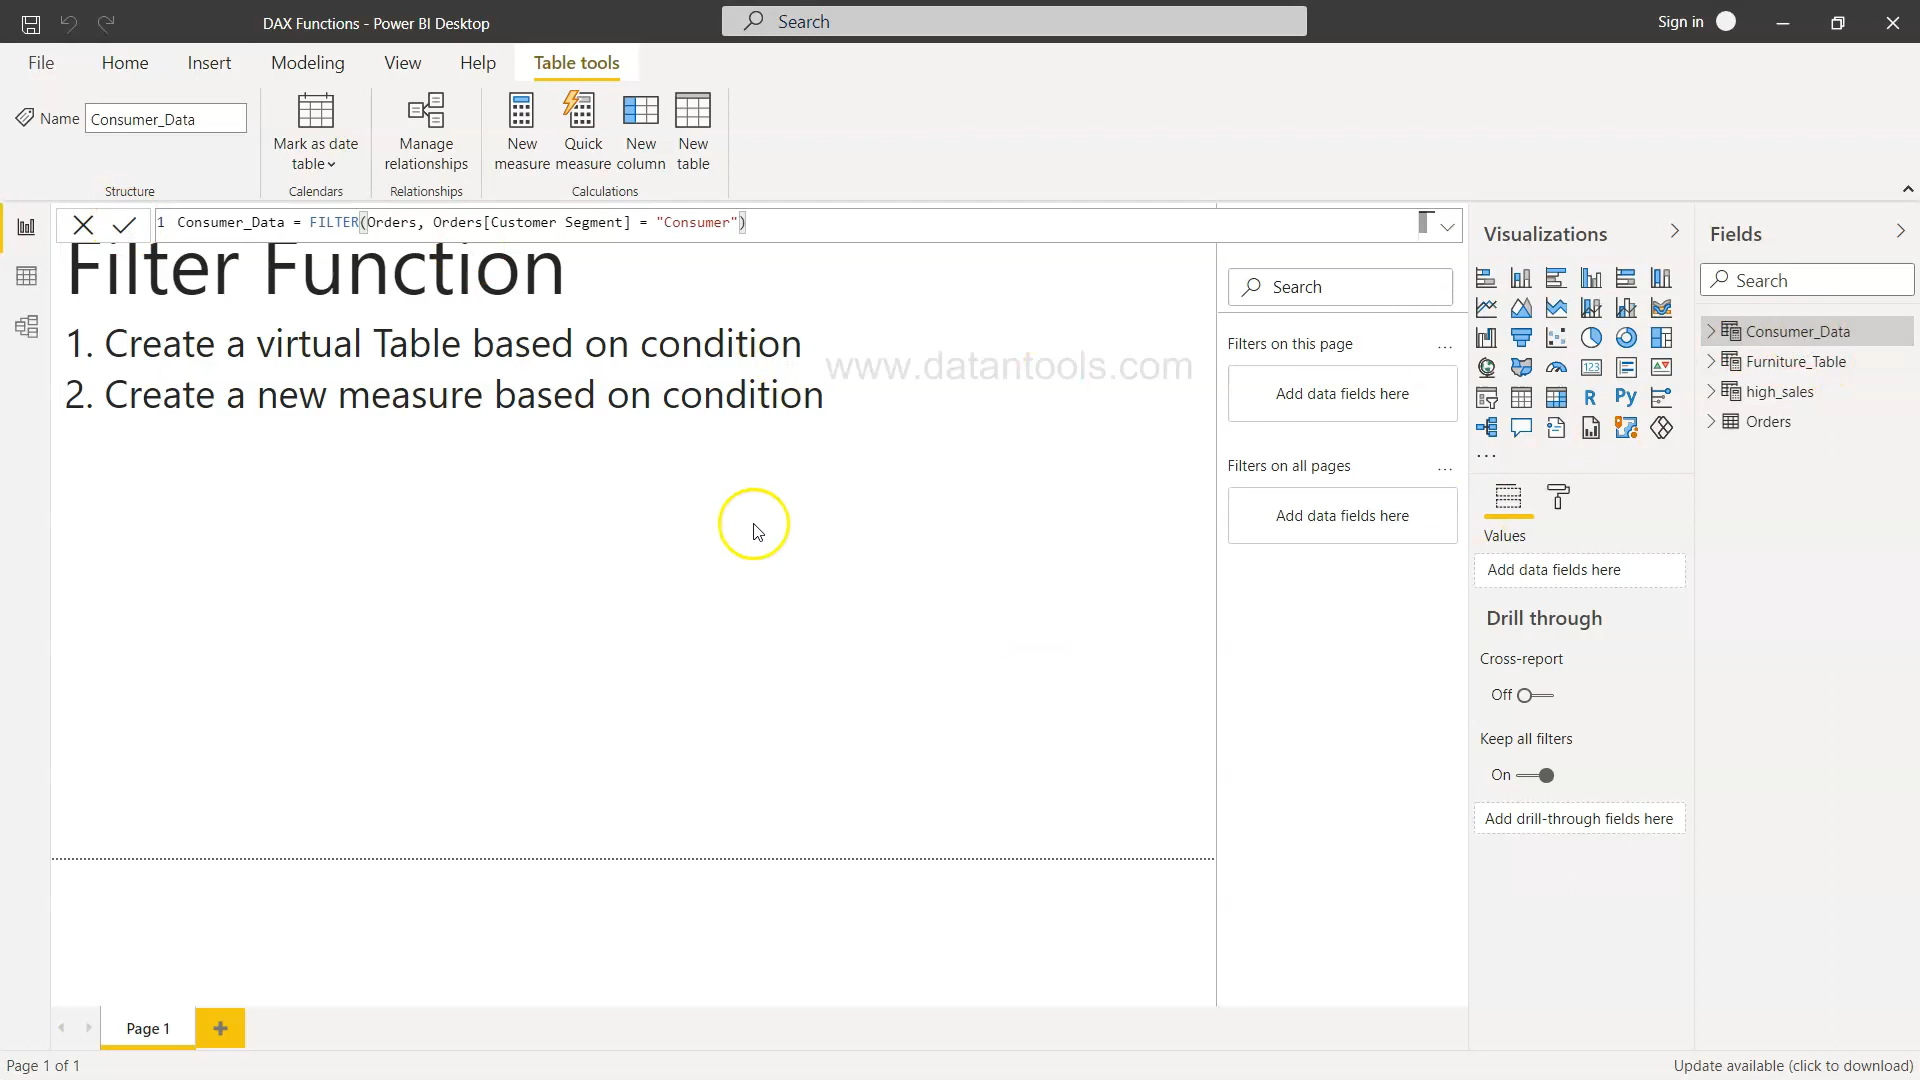 DAX Functions - Power BI Desktop
Search
Sign in
File Home Insert Modeling View Help Table tools
Name Consumer_Data
Mark as date table
Manage relationships
New measure
Quick measure
New column
New table
Structure Calendars Relationships Calculations
1 Consumer_Data = FILTER(Orders, Orders[Customer Segment] = "Consumer")
Filter Function
1. Create a virtual Table based on condition
2. Create a new measure based on condition
www.datantools.com
Search
Filters on this page ...
Add data fields here
Filters on all pages ...
Add data fields here
Visualizations
123
R Py
...
Values
Add data fields here
Drill through
Cross-report
Off
Keep all filters
On
Add drill-through fields here
Fields
Search
Consumer_Data
Furniture_Table
high_sales
Orders
Page 1
Page 1 of 1
Update available (click to download)